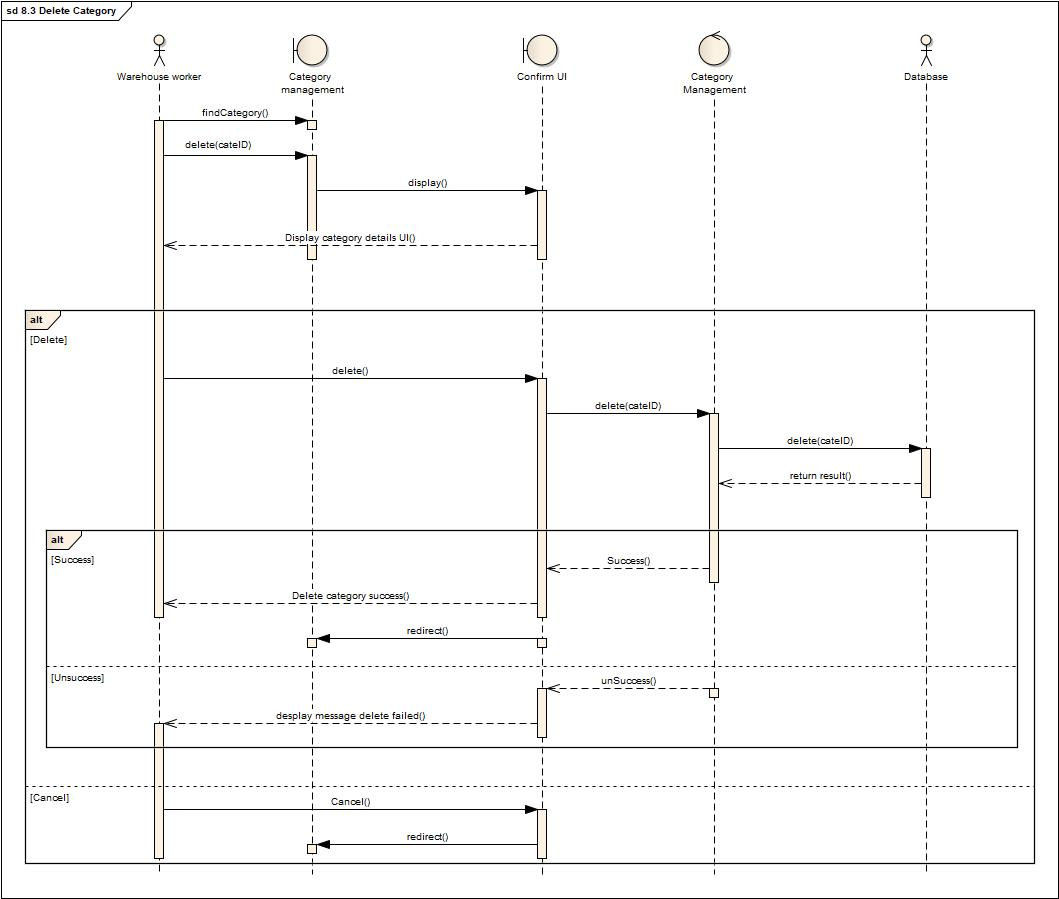 sd 8.3 Delete Category
Warehouse worker
Category
management
Confirm UI
Category
Management
Database
findCategory()
delete(cateID)
display()
Display category details UI()
alt
[Delete]
delete()
delete(cateID)
delete(cateID)
return result()
alt
[Success]
Success()
Delete category success()
redirect()
[Unsuccess]
unSuccess()
desplay message delete failed()
[Cancel]
Cancel()
redirect()